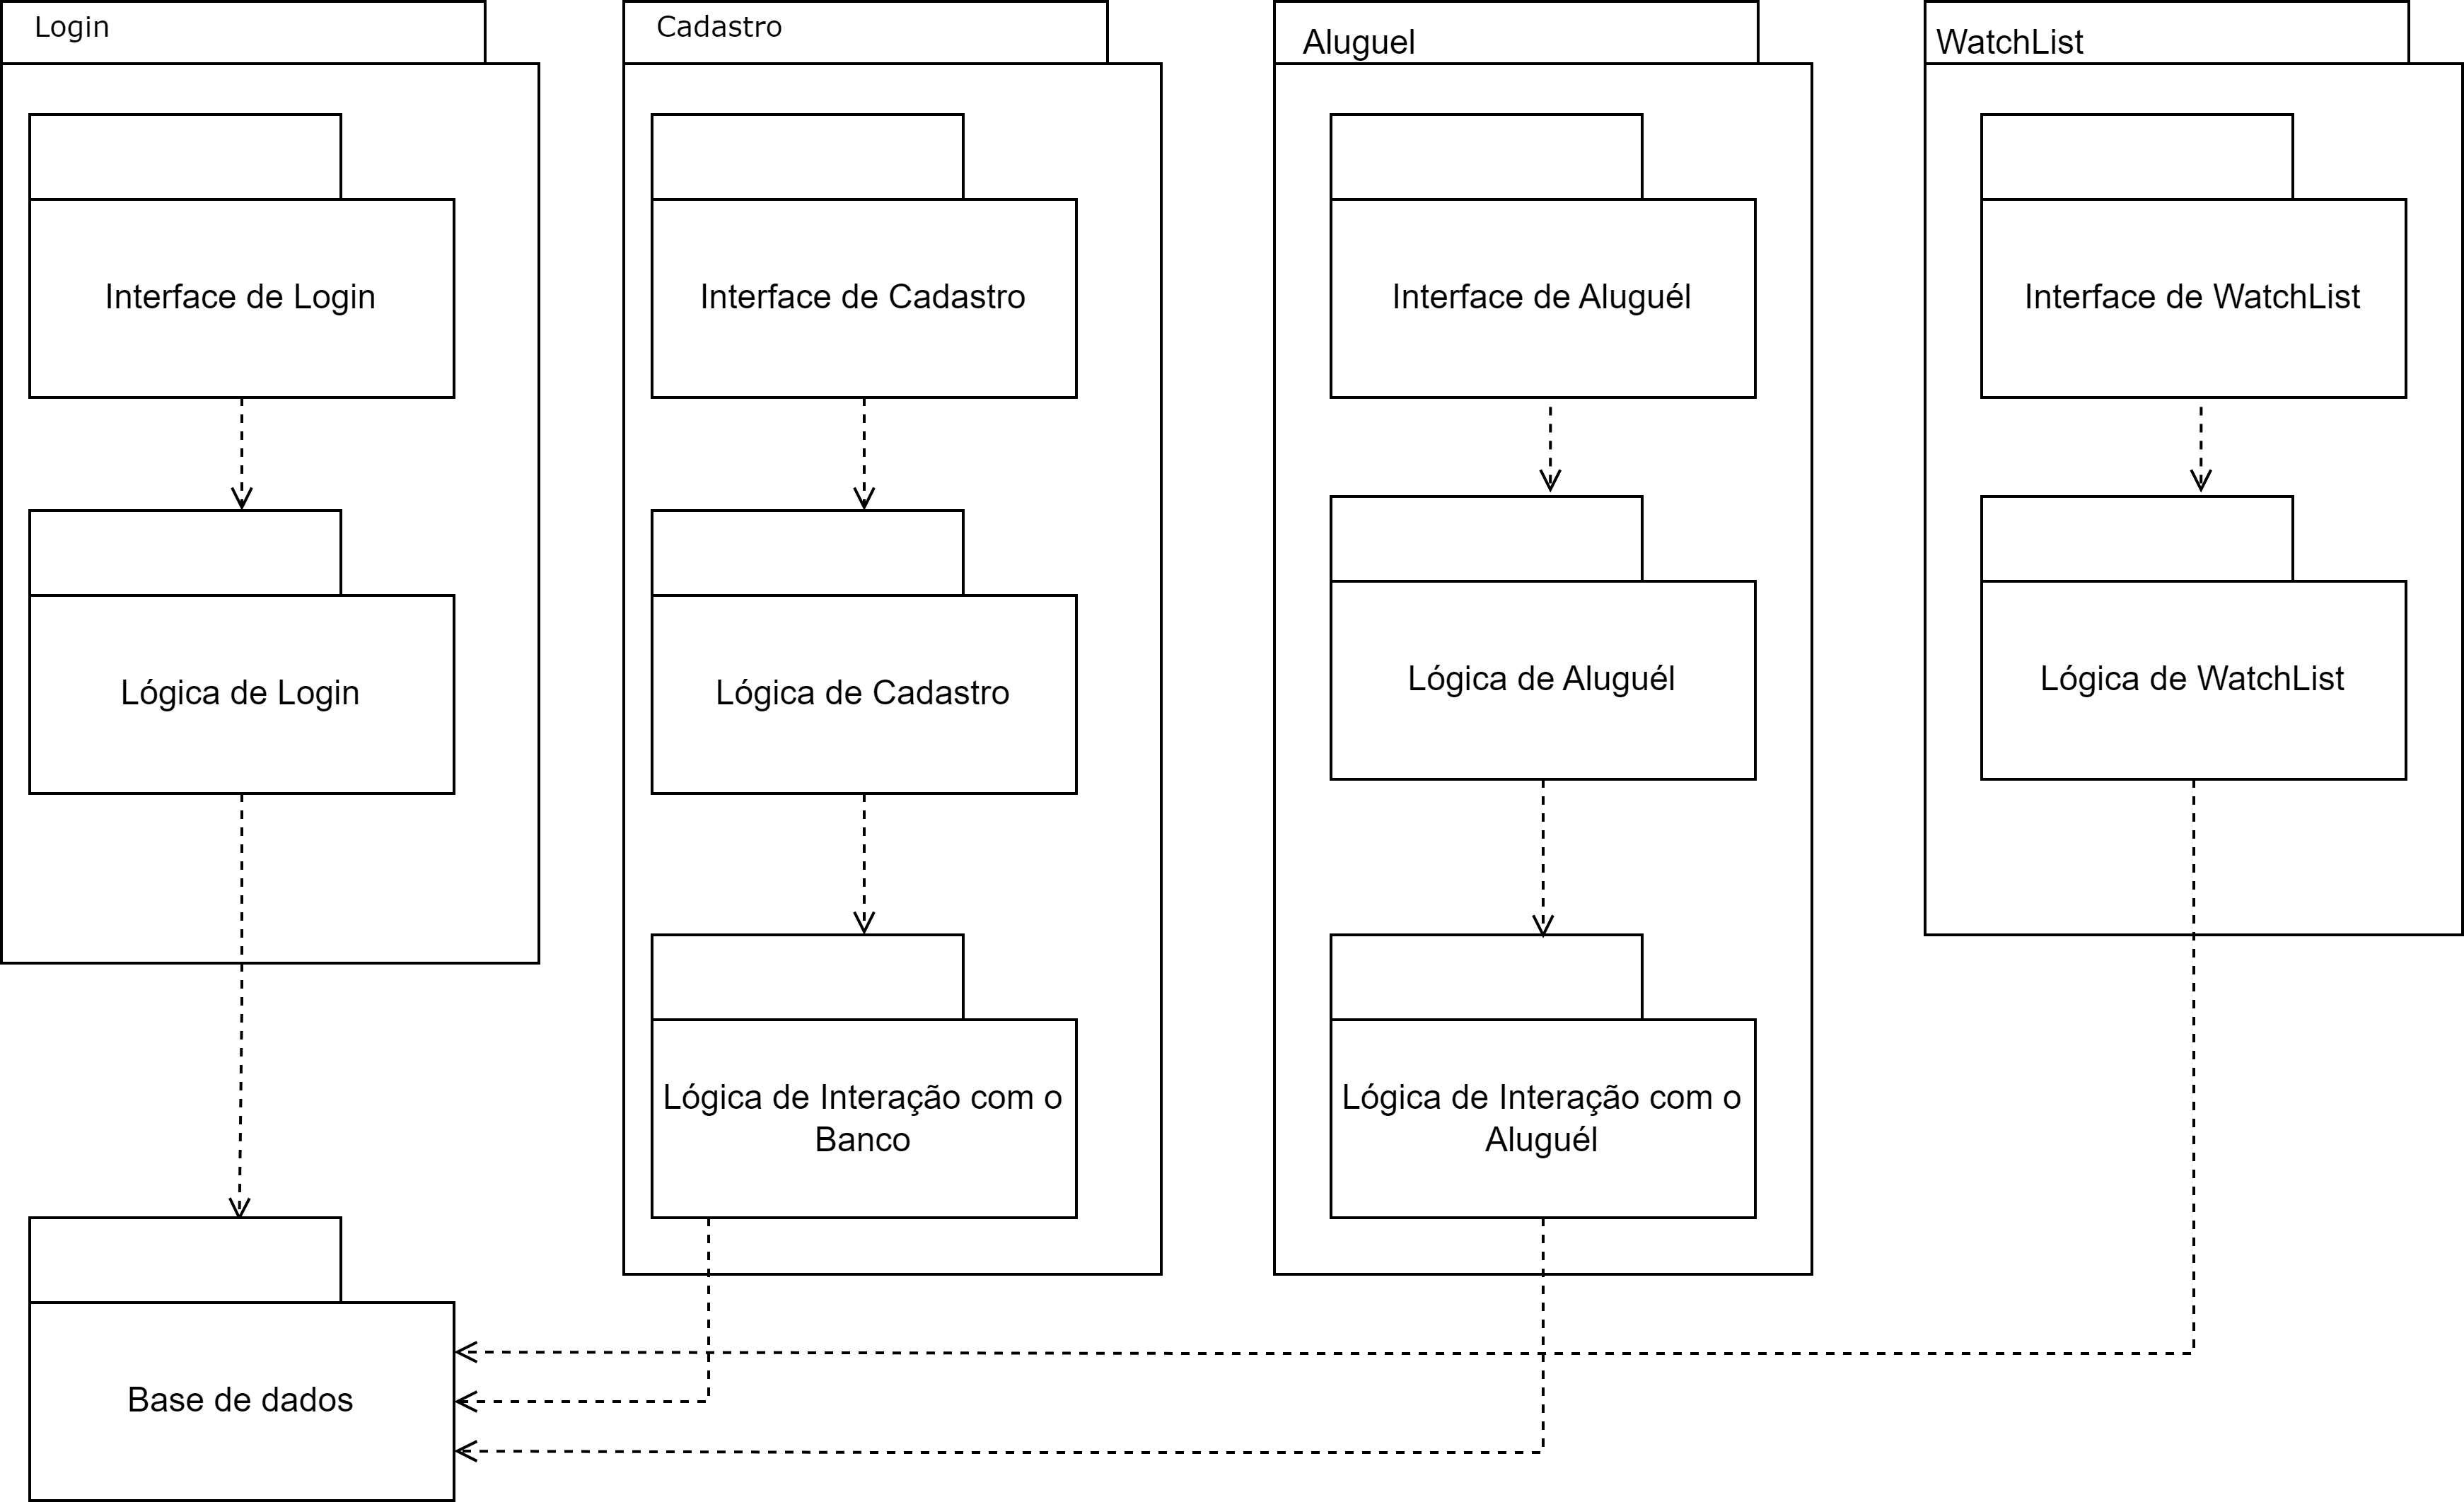 Login
Cadastro
Aluguel
WatchList
Interface de Login
Interface de Cadastro
Interface de Aluguél
Interface de WatchList
Lógica de Login
Lógica de Cadastro
Lógica de Aluguél
Lógica de WatchList
Lógica de Interação com o
Banco
Lógica de Interação com o
Aluguél
Base de dados